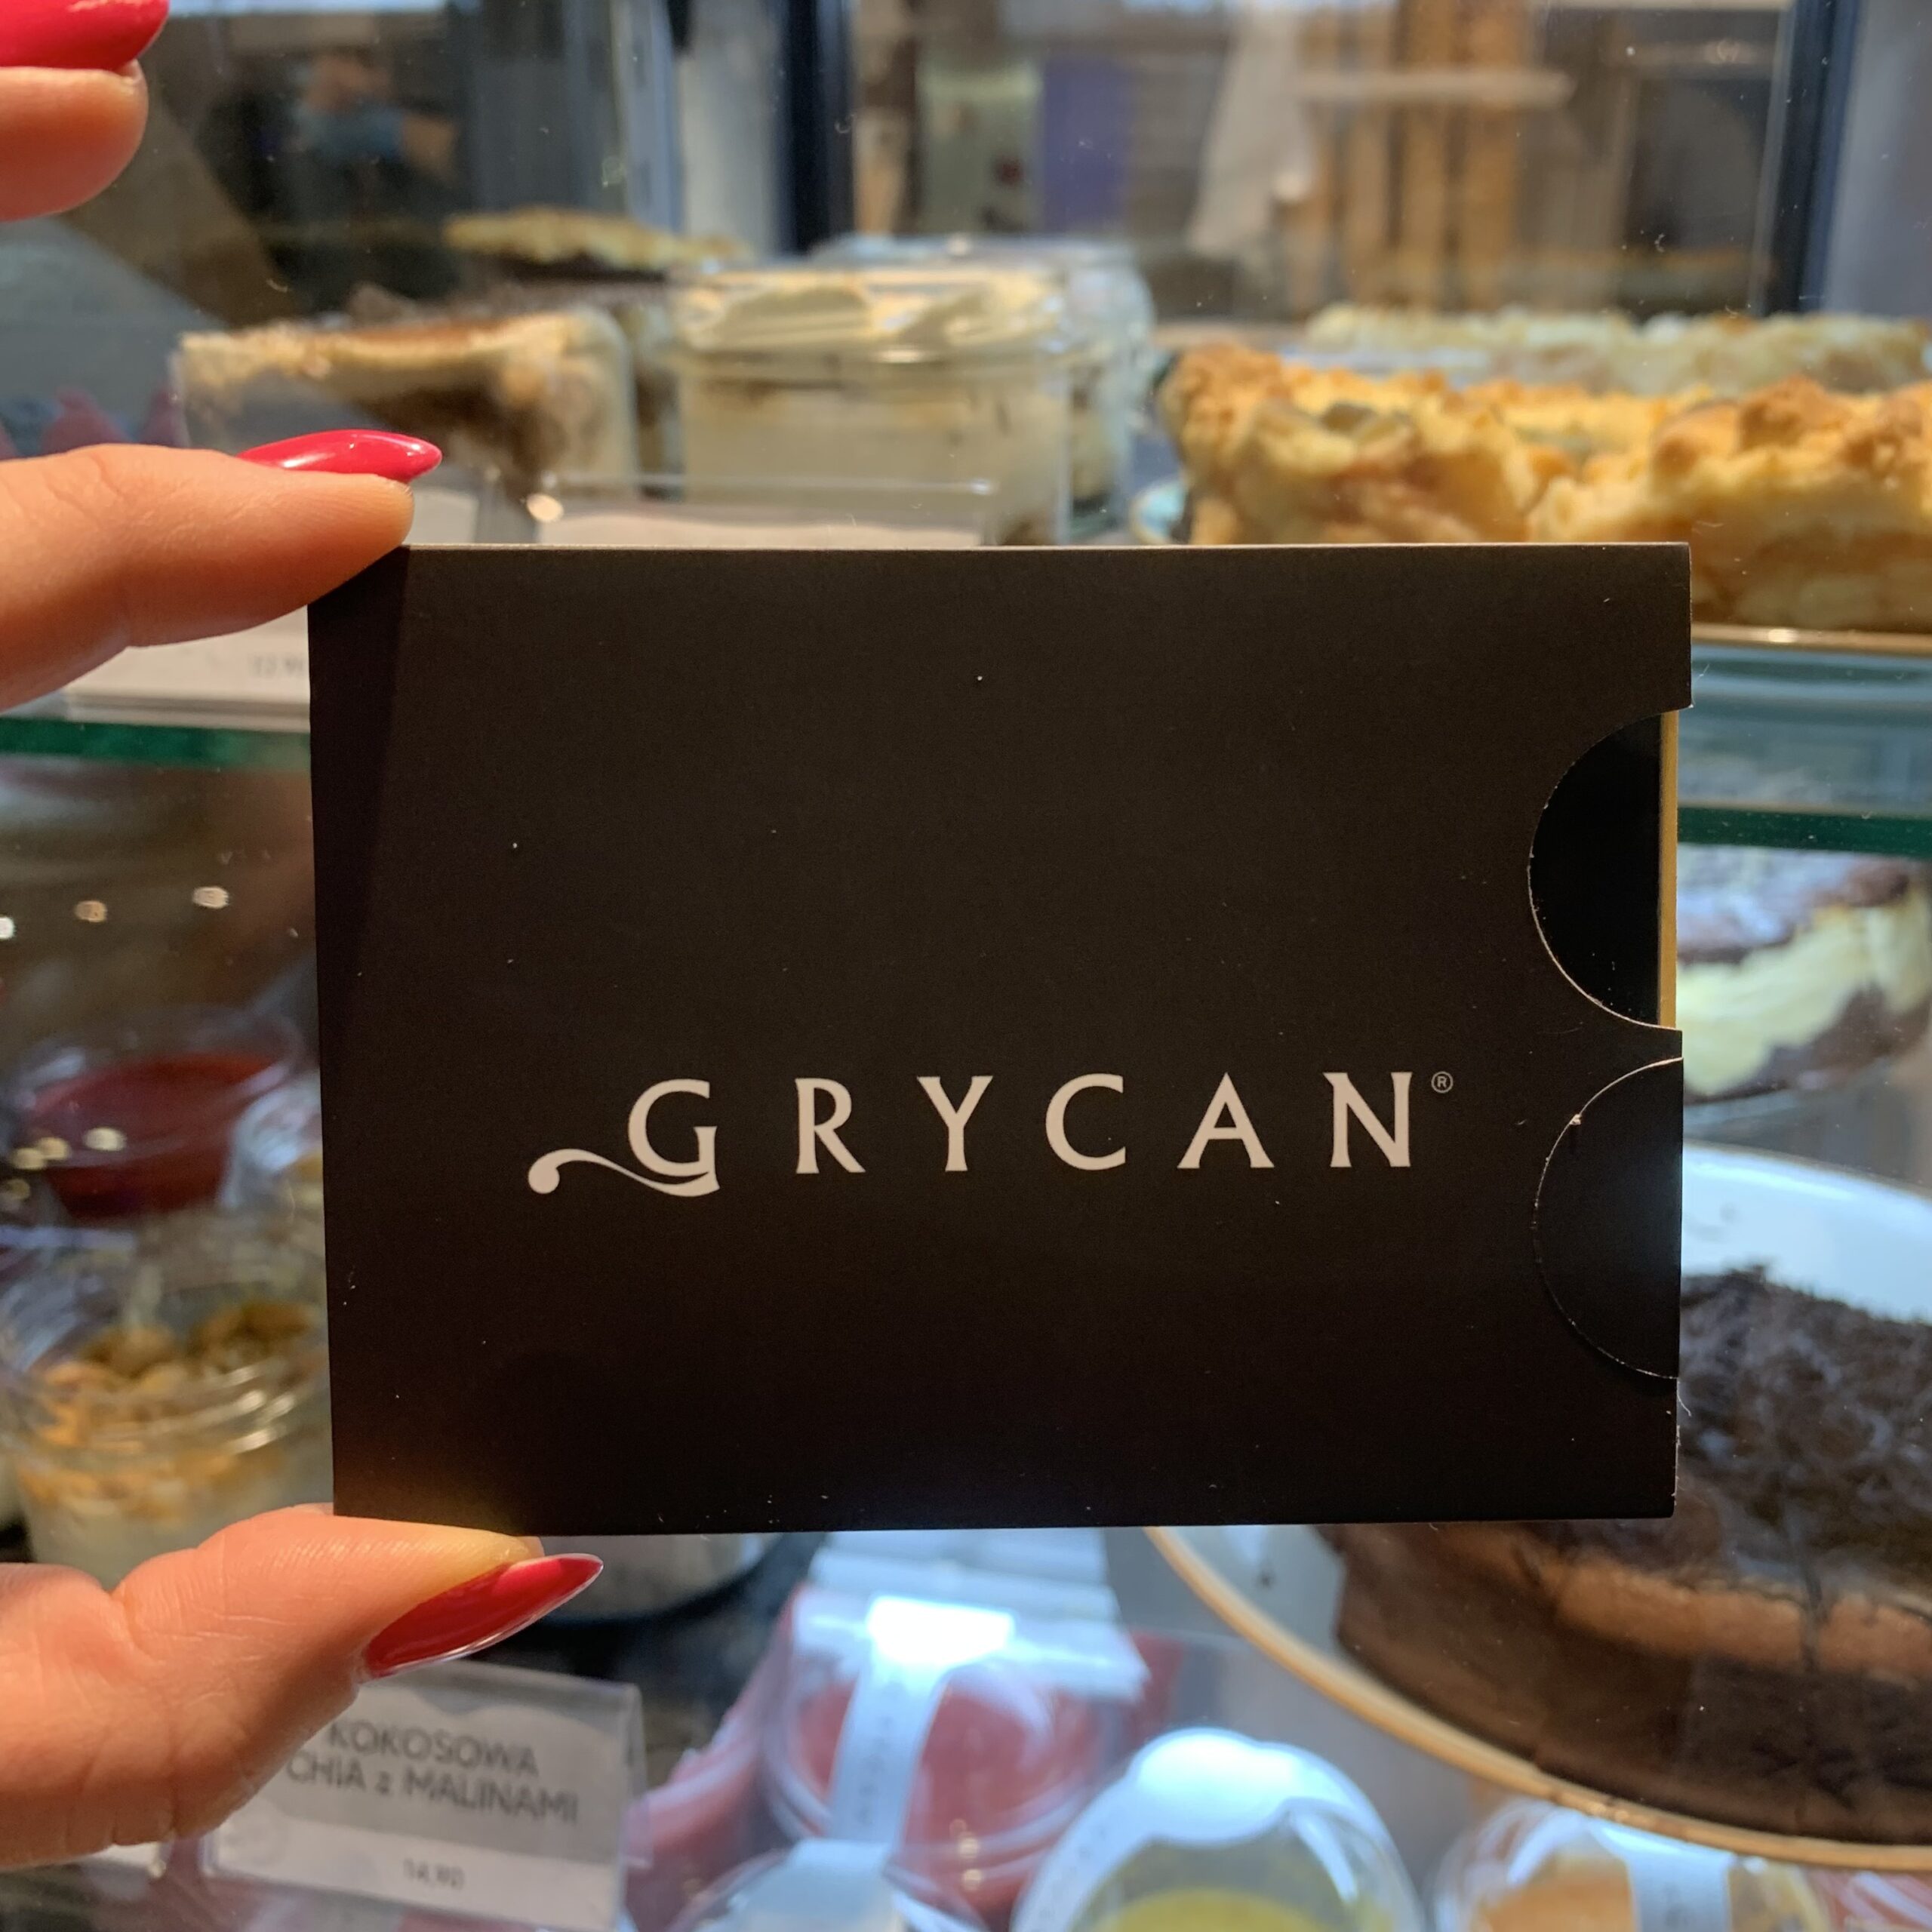 GRYCAN®
KOKOSOWA
CHIA z MALINAMI
14,90